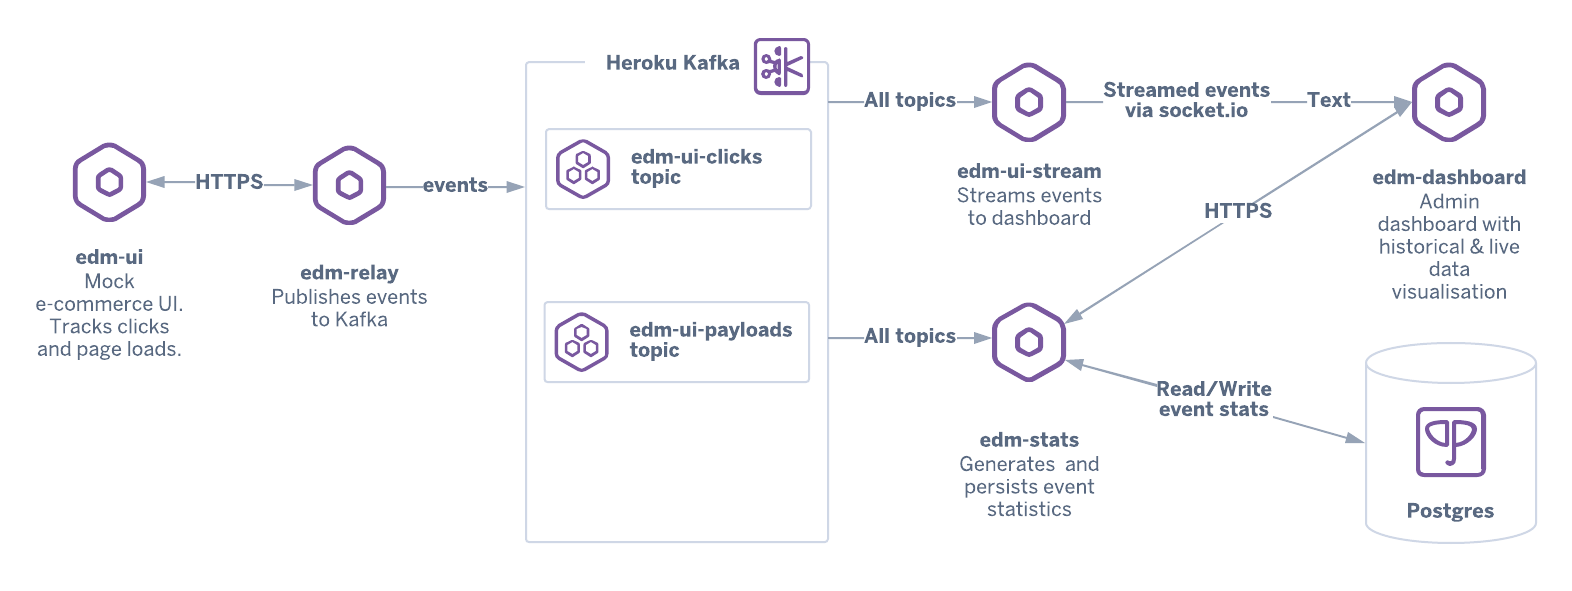 edm-ui
Mock
e-commerce UI.
Tracks clicks
and page loads.
HTTPS
edm-relay
Publishes events
to Kafka
events
Heroku Kafka
edm-ui-clicks
topic
edm-ui-payloads
topic
All topics
edm-ui-stream
Streams events
to dashboard
Streamed events
via socket.io
Text
edm-dashboard
Admin
dashboard with
historical & live
data
visualisation
HTTPS
All topics
edm-stats
Generates and
persists event
statistics
Read/Write
event stats
Postgres